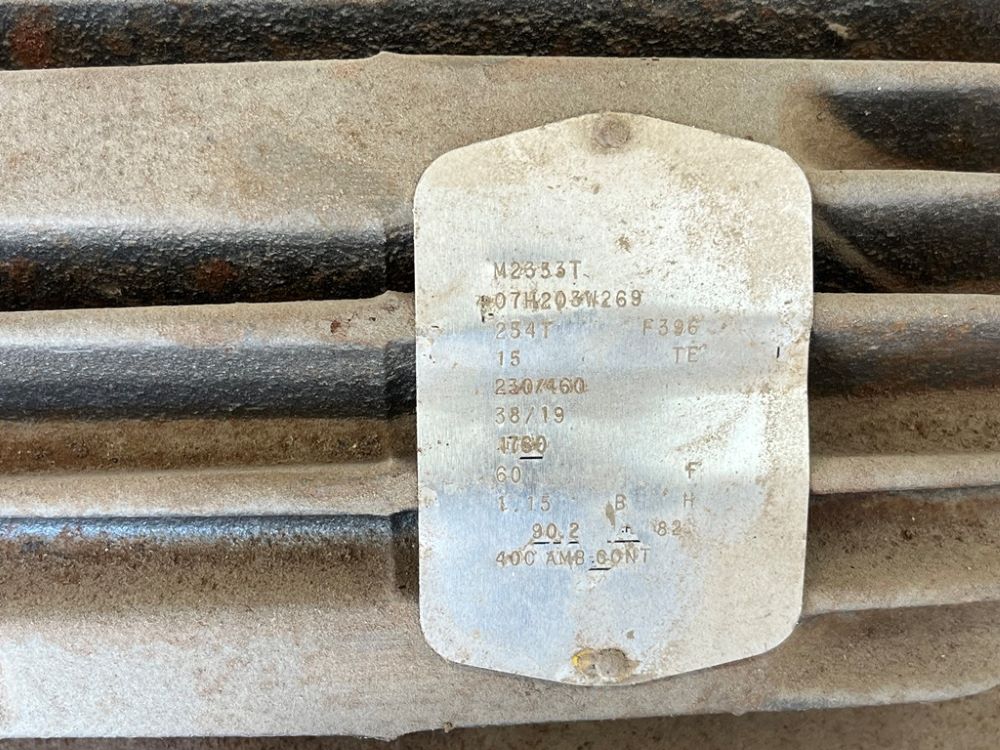 M2353T
07H203W269
254T F396
15 TE
230/460
38/19
1760
60 F
1.15 B H
90.2 82
40C AMB-CONT